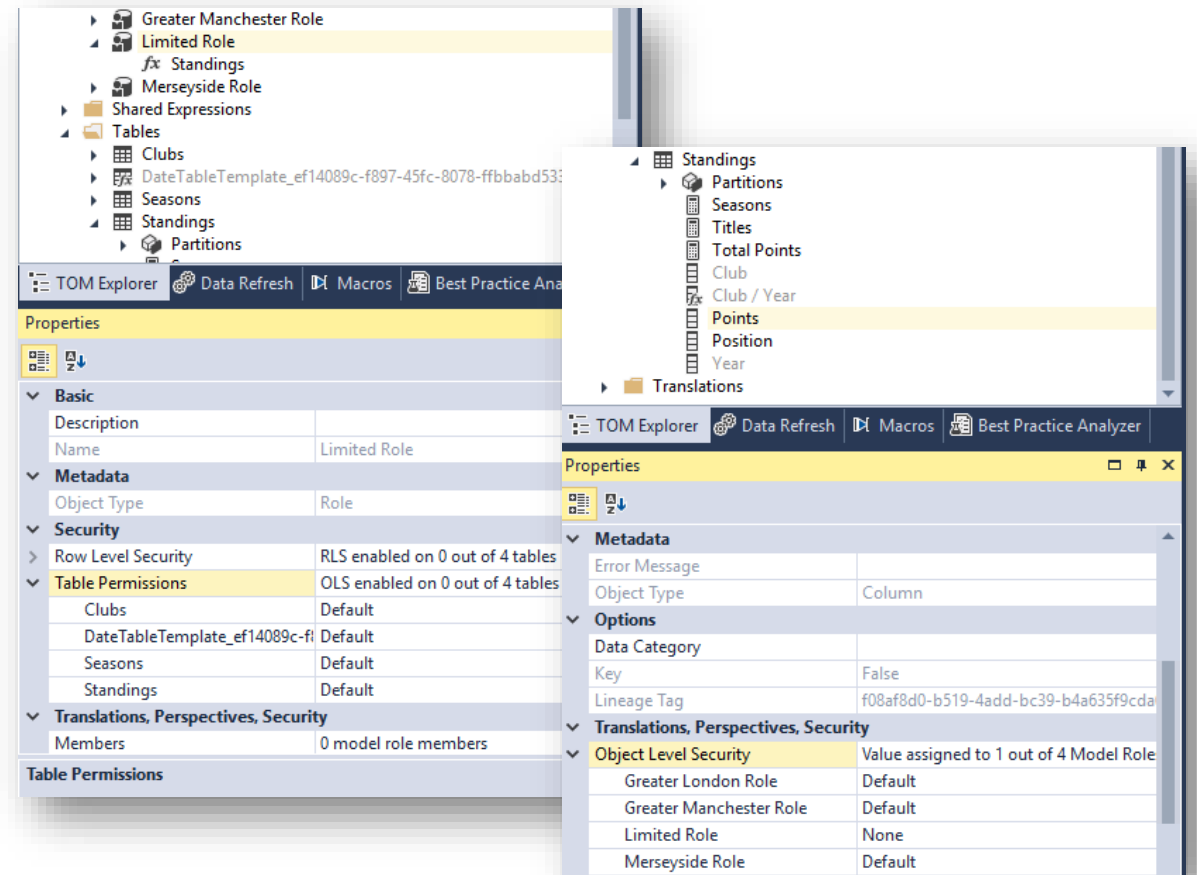 Greater Manchester Role
Limited Role
fx Standings
Merseyside Role
Shared Expressions
Tables
Clubs
DateTableTemplate_ef14089c-f897-45fc-8078-ffbbabd533
Seasons
Standings
Partitions
TOM Explorer Data Refresh Macros Best Practice Ana
Properties
Basic
Description
Name Limited Role
Metadata
Object Type Role
Security
Row Level Security RLS enabled on 0 out of 4 tables
Table Permissions OLS enabled on 0 out of 4 tables
Clubs Default
DateTableTemplate_ef14089c-f8 Default
Seasons Default
Standings Default
Translations, Perspectives, Security
Members 0 model role members
Table Permissions
Standings
Partitions
Seasons
Titles
Total Points
Club
Club / Year
Points
Position
Year
Translations
TOM Explorer Data Refresh Macros Best Practice Analyzer
Properties
Metadata
Error Message
Object Type Column
Options
Data Category
Key False
Lineage Tag f08af8d0-b519-4add-bc39-b4a635f9cda
Translations, Perspectives, Security
Object Level Security Value assigned to 1 out of 4 Model Role
Greater London Role Default
Greater Manchester Role Default
Limited Role None
Merseyside Role Default